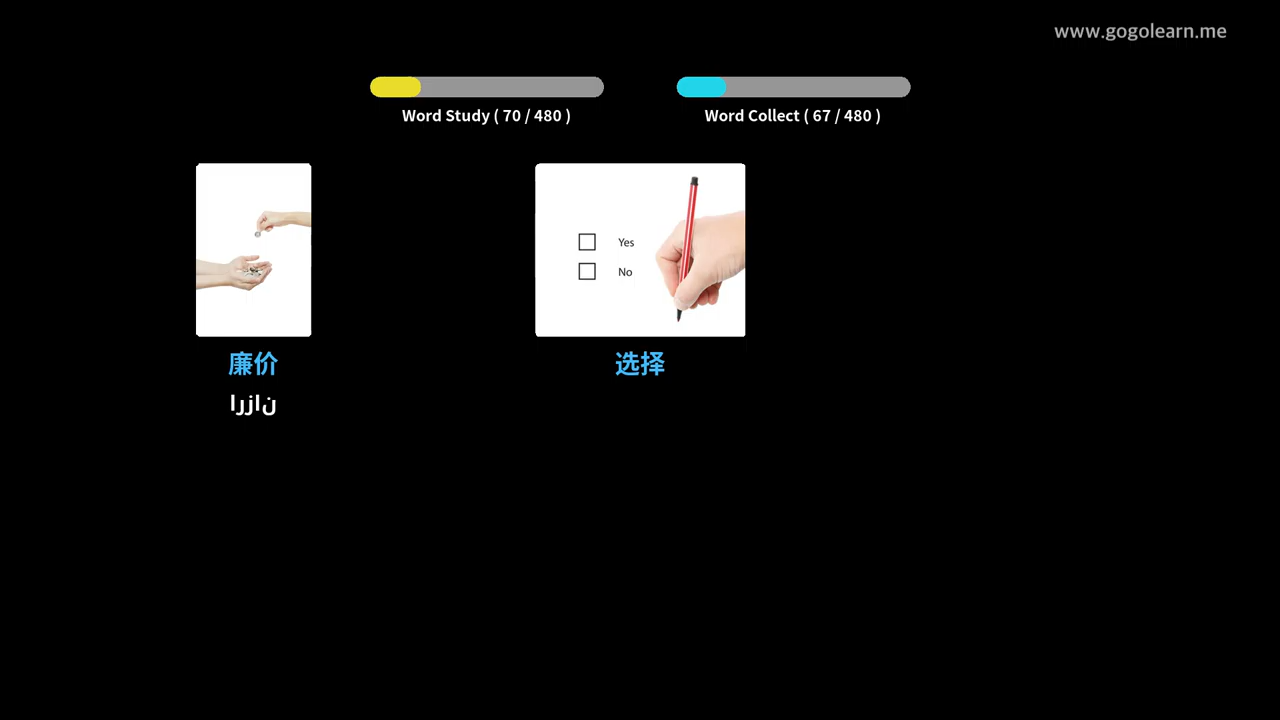 www.gogolearn.me
Word Study ( 70 / 480 )
Word Collect ( 67 / 480 )
Yes
No
廉价
选择
ارزان